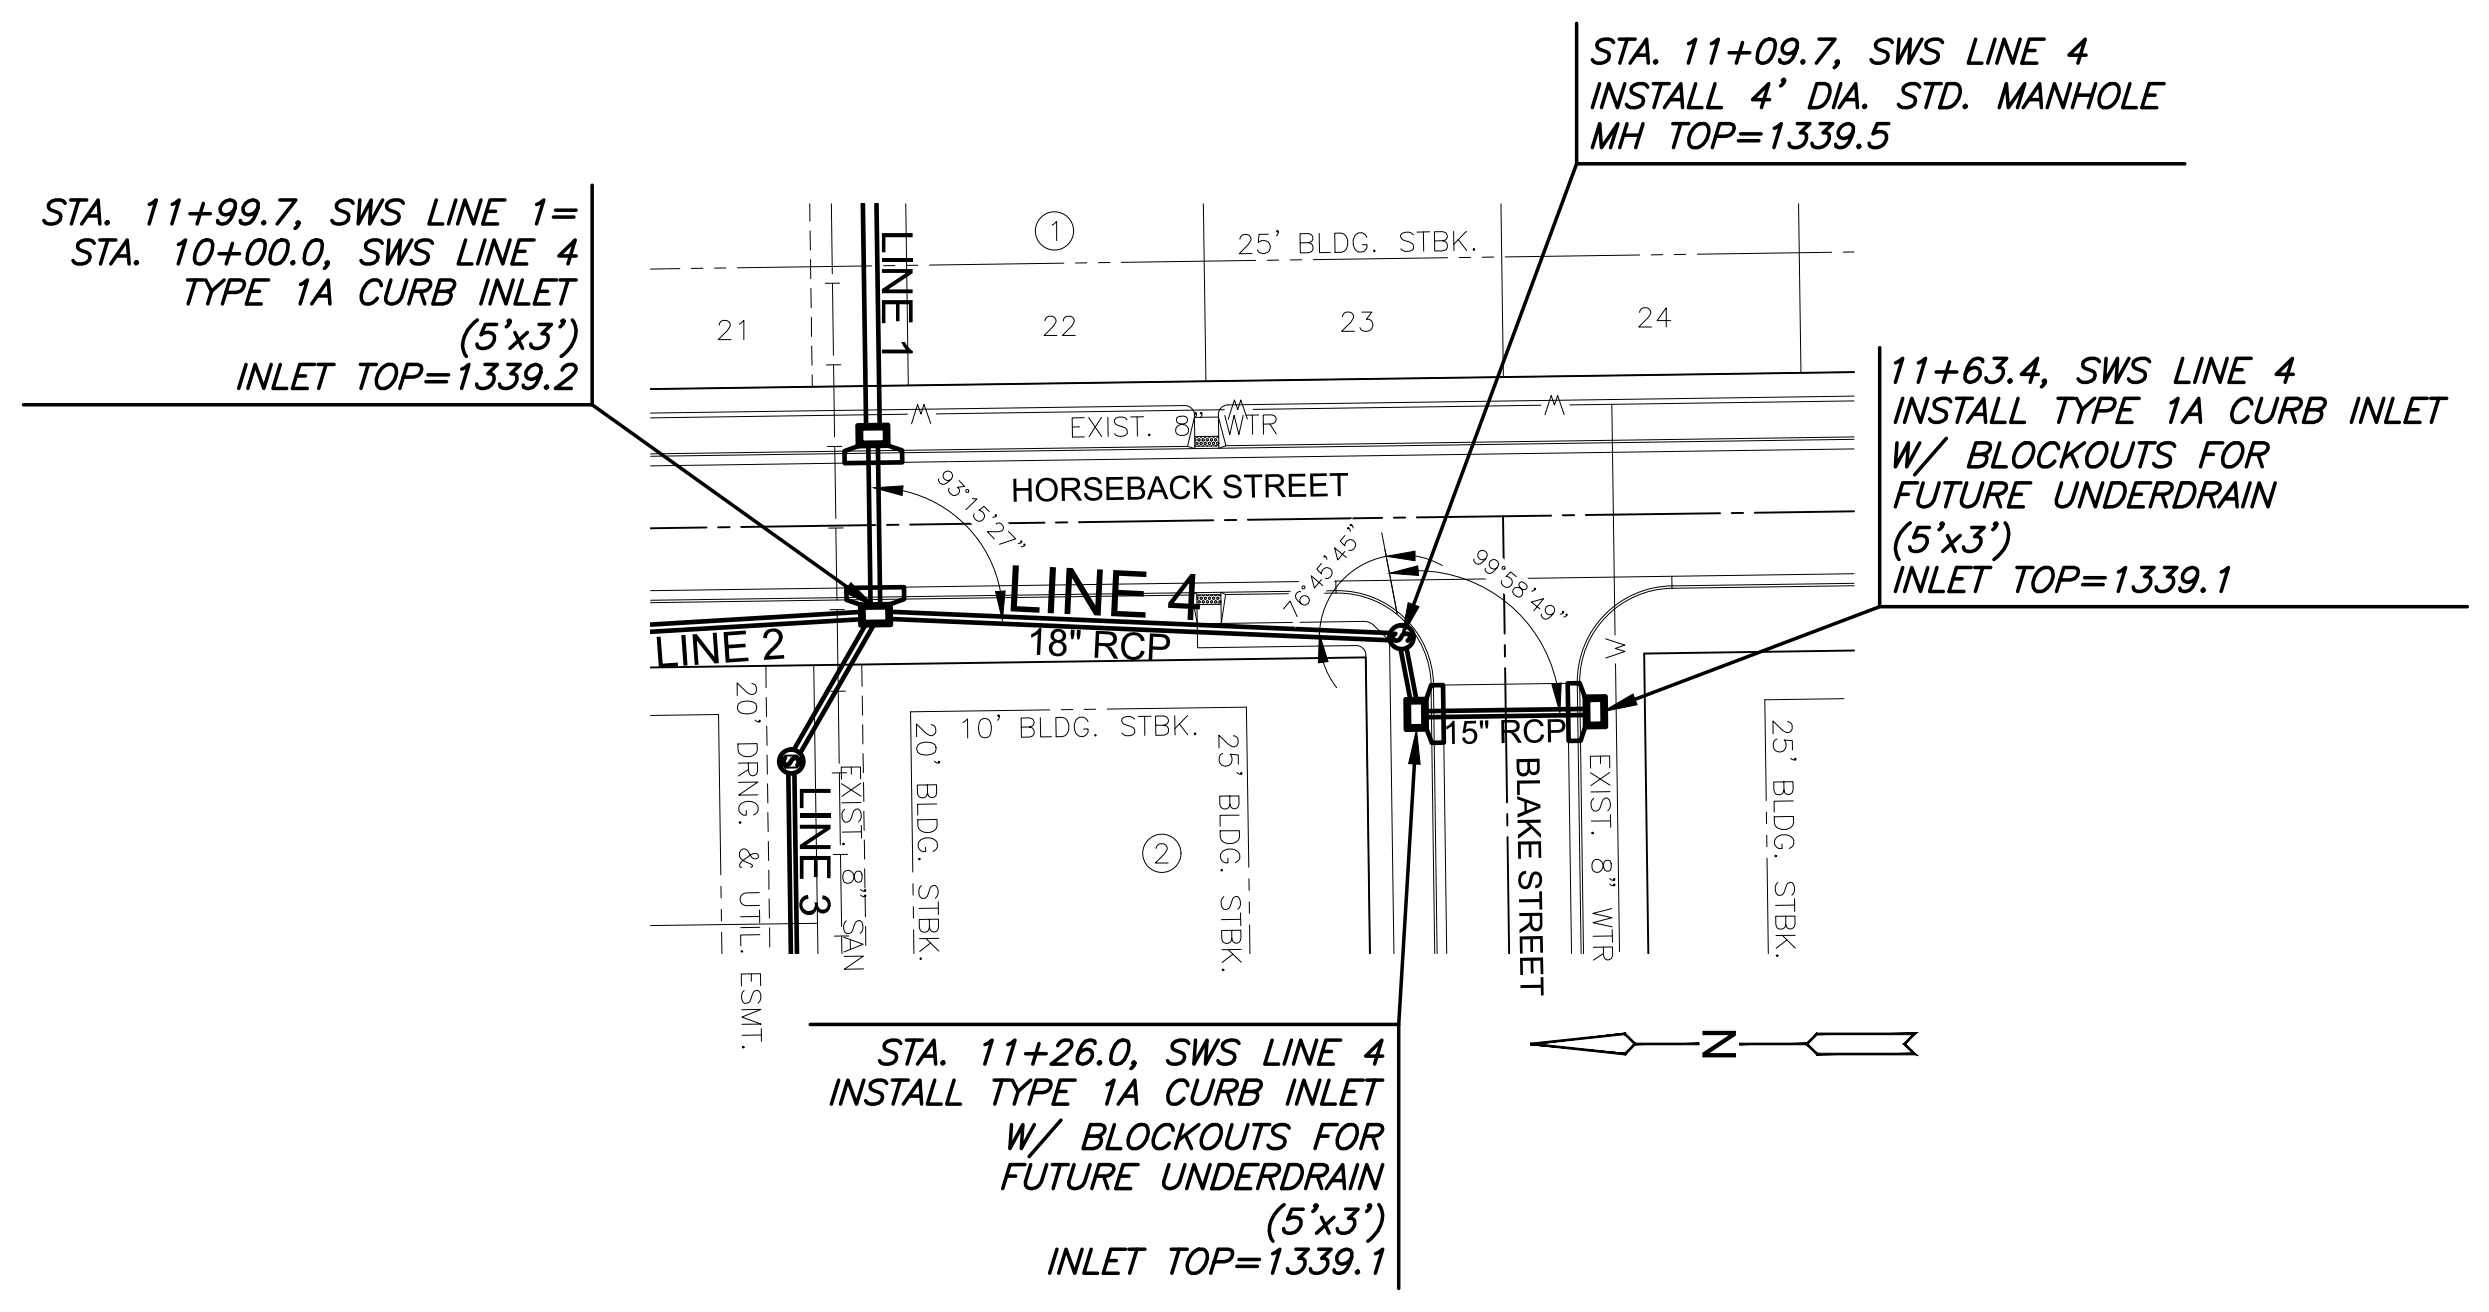 STA. 11+09.7, SWS LINE 4
INSTALL 4' DIA. STD. MANHOLE
MH TOP=1339.5
STA. 11+99.7, SWS LINE 1=
STA. 10+00.0, SWS LINE 4
TYPE 1A CURB INLET
(5'x3')
INLET TOP=1339.2
11+63.4, SWS LINE 4
INSTALL TYPE 1A CURB INLET
W/ BLOCKOUTS FOR
FUTURE UNDERDRAIN
(5'x3')
INLET TOP=1339.1
LINE 1
1
25' BLDG. STBK.
21
22
23
24
EXIST. 8" WTR
HORSEBACK STREET
93°15'27"
76°45'45"
99°58'49"
LINE 4
18" RCP
LINE 2
S
15" RCP
S
LINE 3
20' DRNG. & UTIL. ESMT.
EXIST. 8" SAN
20' BLDG. STBK.
10' BLDG. STBK.
25' BLDG. STBK.
2
BLAKE STREET
EXIST. 8" WTR
25' BLDG. STBK.
N
STA. 11+26.0, SWS LINE 4
INSTALL TYPE 1A CURB INLET
W/ BLOCKOUTS FOR
FUTURE UNDERDRAIN
(5'x3')
INLET TOP=1339.1